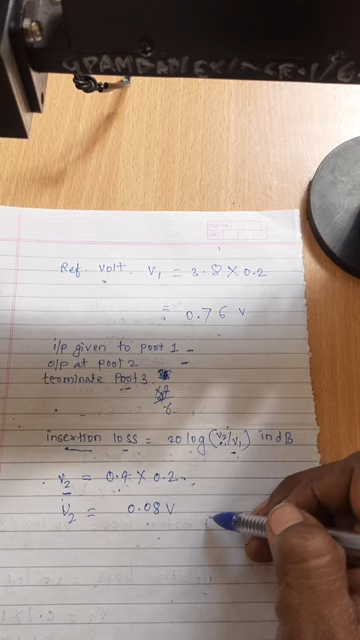 Ref. volt. V₁ = 3.8 × 0.2
= 0.76 V
i/p given to port 1 –
o/p at port 2 –
terminate port 3.
insertion loss = 20 log (V₂/V₁) in dB
V₂ = 0.4 × 0.2.
V₂ = 0.08 V